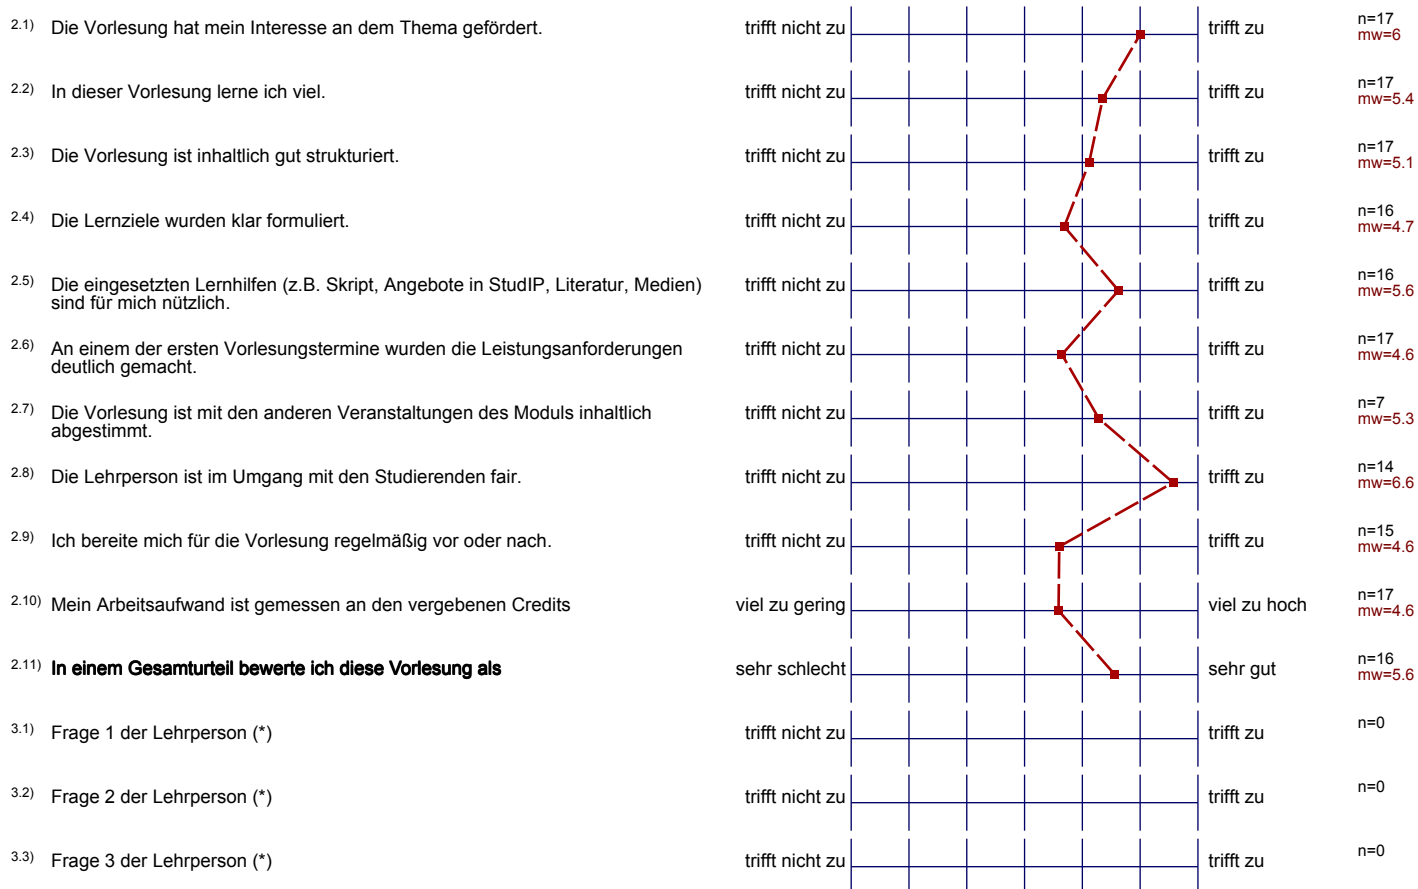 2.1) Die Vorlesung hat mein Interesse an dem Thema gefördert. trifft nicht zu trifft zu n=17
mw=6
2.2) In dieser Vorlesung lerne ich viel. trifft nicht zu trifft zu n=17
mw=5.4
2.3) Die Vorlesung ist inhaltlich gut strukturiert. trifft nicht zu trifft zu n=17
mw=5.1
2.4) Die Lernziele wurden klar formuliert. trifft nicht zu trifft zu n=16
mw=4.7
2.5) Die eingesetzten Lernhilfen (z.B. Skript, Angebote in StudIP, Literatur, Medien) trifft nicht zu trifft zu n=16
sind für mich nützlich. mw=5.6
2.6) An einem der ersten Vorlesungstermine wurden die Leistungsanforderungen trifft nicht zu trifft zu n=17
deutlich gemacht. mw=4.6
2.7) Die Vorlesung ist mit den anderen Veranstaltungen des Moduls inhaltlich trifft nicht zu trifft zu n=7
abgestimmt. mw=5.3
2.8) Die Lehrperson ist im Umgang mit den Studierenden fair. trifft nicht zu trifft zu n=14
mw=6.6
2.9) Ich bereite mich für die Vorlesung regelmäßig vor oder nach. trifft nicht zu trifft zu n=15
mw=4.6
2.10) Mein Arbeitsaufwand ist gemessen an den vergebenen Credits viel zu gering viel zu hoch n=17
mw=4.6
2.11) In einem Gesamturteil bewerte ich diese Vorlesung als sehr schlecht sehr gut n=16
mw=5.6
3.1) Frage 1 der Lehrperson (*) trifft nicht zu trifft zu n=0
3.2) Frage 2 der Lehrperson (*) trifft nicht zu trifft zu n=0
3.3) Frage 3 der Lehrperson (*) trifft nicht zu trifft zu n=0